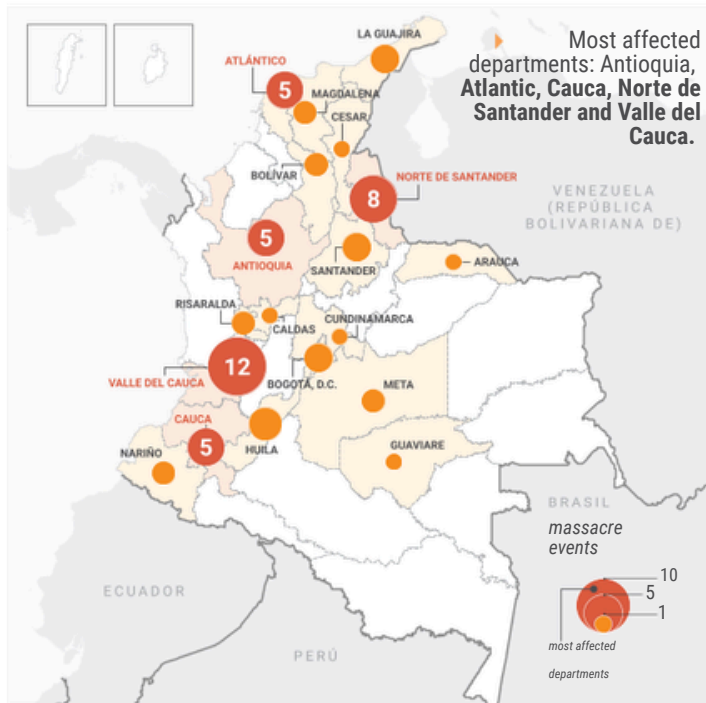 LA GUAJIRA
Most affected
departments: Antioquia,
Atlantic, Cauca, Norte de
Santander and Valle del
Cauca.
ATLÁNTICO
5
MAGDALENA
CESAR
BOLÍVAR
NORTE DE SANTANDER
8
VENEZUELA
(REPÚBLICA
BOLIVARIANA DE)
5
ANTIOQUIA
SANTANDER
ARAUCA
RISARALDA
CALDAS
CUNDINAMARCA
12
VALLE DEL CAUCA
BOGOTÁ, D.C.
META
CAUCA
5
NARIÑO
HUILA
GUAVIARE
BRASIL
massacre
events
10
5
1
most affected
departments
ECUADOR
PERÚ